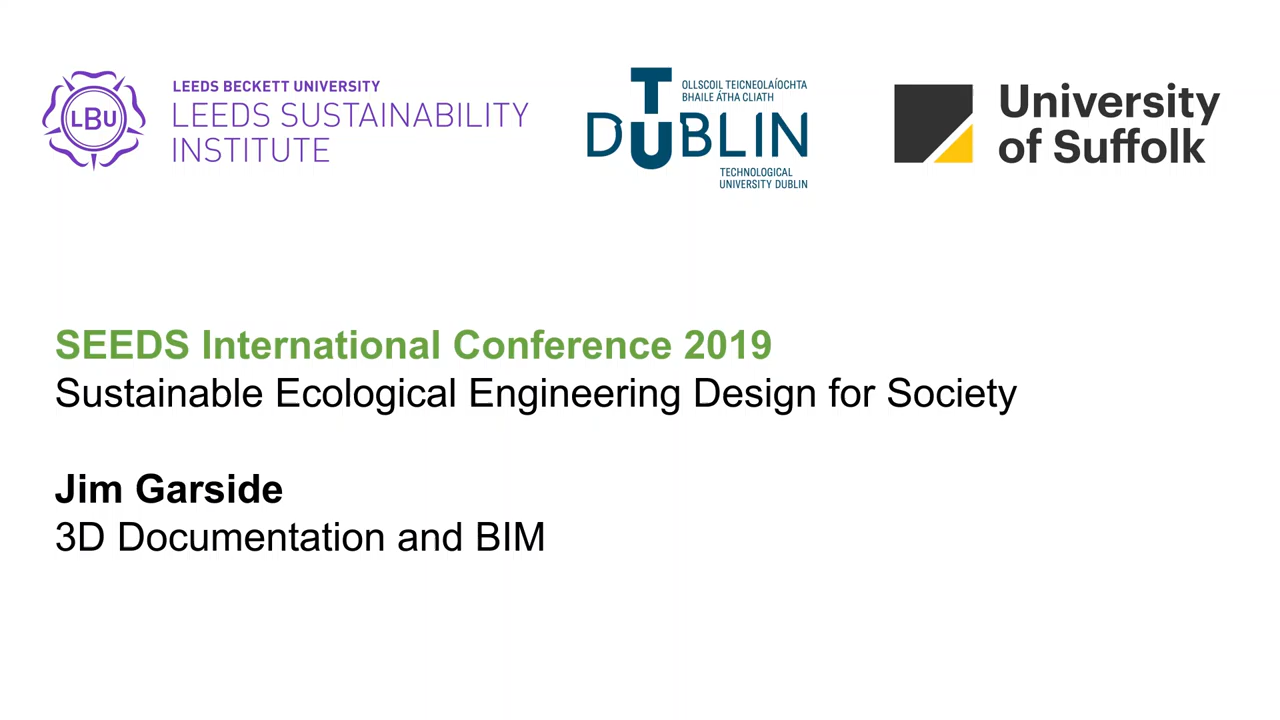 LBU
LEEDS BECKETT UNIVERSITY
LEEDS SUSTAINABILITY
INSTITUTE
OLLSCOIL TEICNEOLAÍOCHTA
BHAILE ÁTHA CLIATH
TU DUBLIN
TECHNOLOGICAL
UNIVERSITY DUBLIN
University
of Suffolk
SEEDS International Conference 2019
Sustainable Ecological Engineering Design for Society
Jim Garside
3D Documentation and BIM